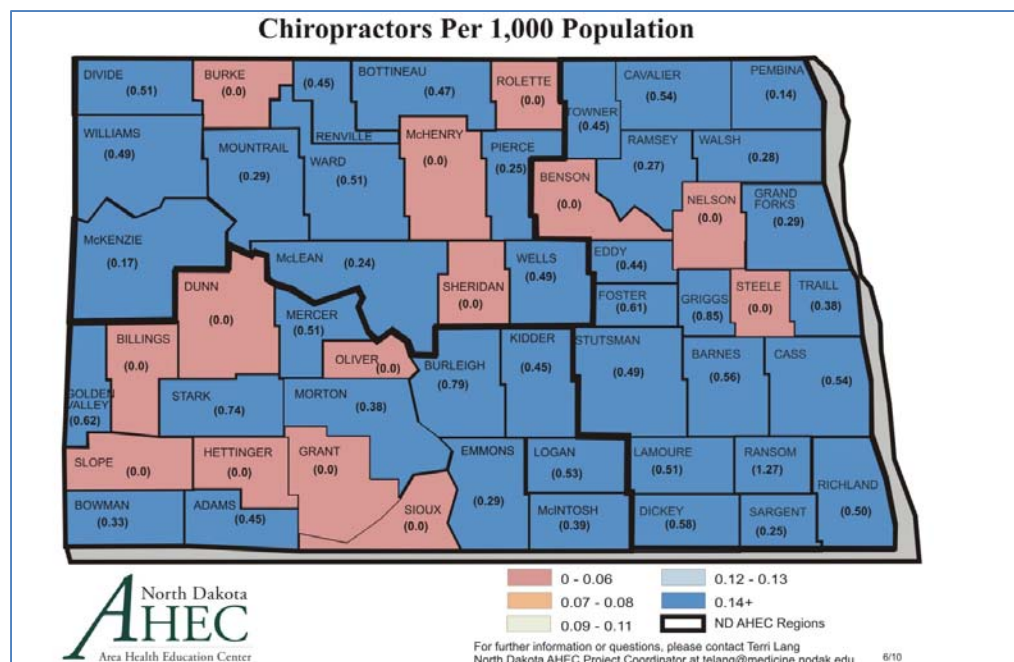 Chiropractors Per 1,000 Population
DIVIDE
(0.51)
BURKE
(0.0)
(0.45)
RENVILLE
BOTTINEAU
(0.47)
ROLETTE
(0.0)
TOWNER
(0.45)
CAVALIER
(0.54)
PEMBINA
(0.14)
WILLIAMS
(0.49)
MOUNTRAIL
(0.29)
WARD
(0.51)
McHENRY
(0.0)
PIERCE
(0.25)
BENSON
(0.0)
RAMSEY
(0.27)
WALSH
(0.28)
NELSON
(0.0)
GRAND
FORKS
(0.29)
McKENZIE
(0.17)
DUNN
(0.0)
McLEAN
(0.24)
SHERIDAN
(0.0)
WELLS
(0.49)
EDDY
(0.44)
FOSTER
(0.61)
GRIGGS
(0.85)
STEELE
(0.0)
TRAILL
(0.38)
BILLINGS
(0.0)
MERCER
(0.51)
OLIVER
(0.0)
BURLEIGH
(0.79)
KIDDER
(0.45)
STUTSMAN
(0.49)
BARNES
(0.56)
CASS
(0.54)
GOLDEN
VALLEY
(0.62)
STARK
(0.74)
MORTON
(0.38)
SLOPE
(0.0)
HETTINGER
(0.0)
GRANT
(0.0)
SIOUX
(0.0)
EMMONS
(0.29)
LOGAN
(0.53)
LAMOURE
(0.51)
RANSOM
(1.27)
RICHLAND
(0.50)
BOWMAN
(0.33)
ADAMS
(0.45)
McINTOSH
(0.39)
DICKEY
(0.58)
SARGENT
(0.25)
North Dakota
AHEC
Area Health Education Center
0 - 0.06
0.07 - 0.08
0.09 - 0.11
0.12 - 0.13
0.14+
ND AHEC Regions
For further information or questions, please contact Terri Lang
North Dakota AHEC Project Coordinator at telang@medicine.nodak.edu
6/10